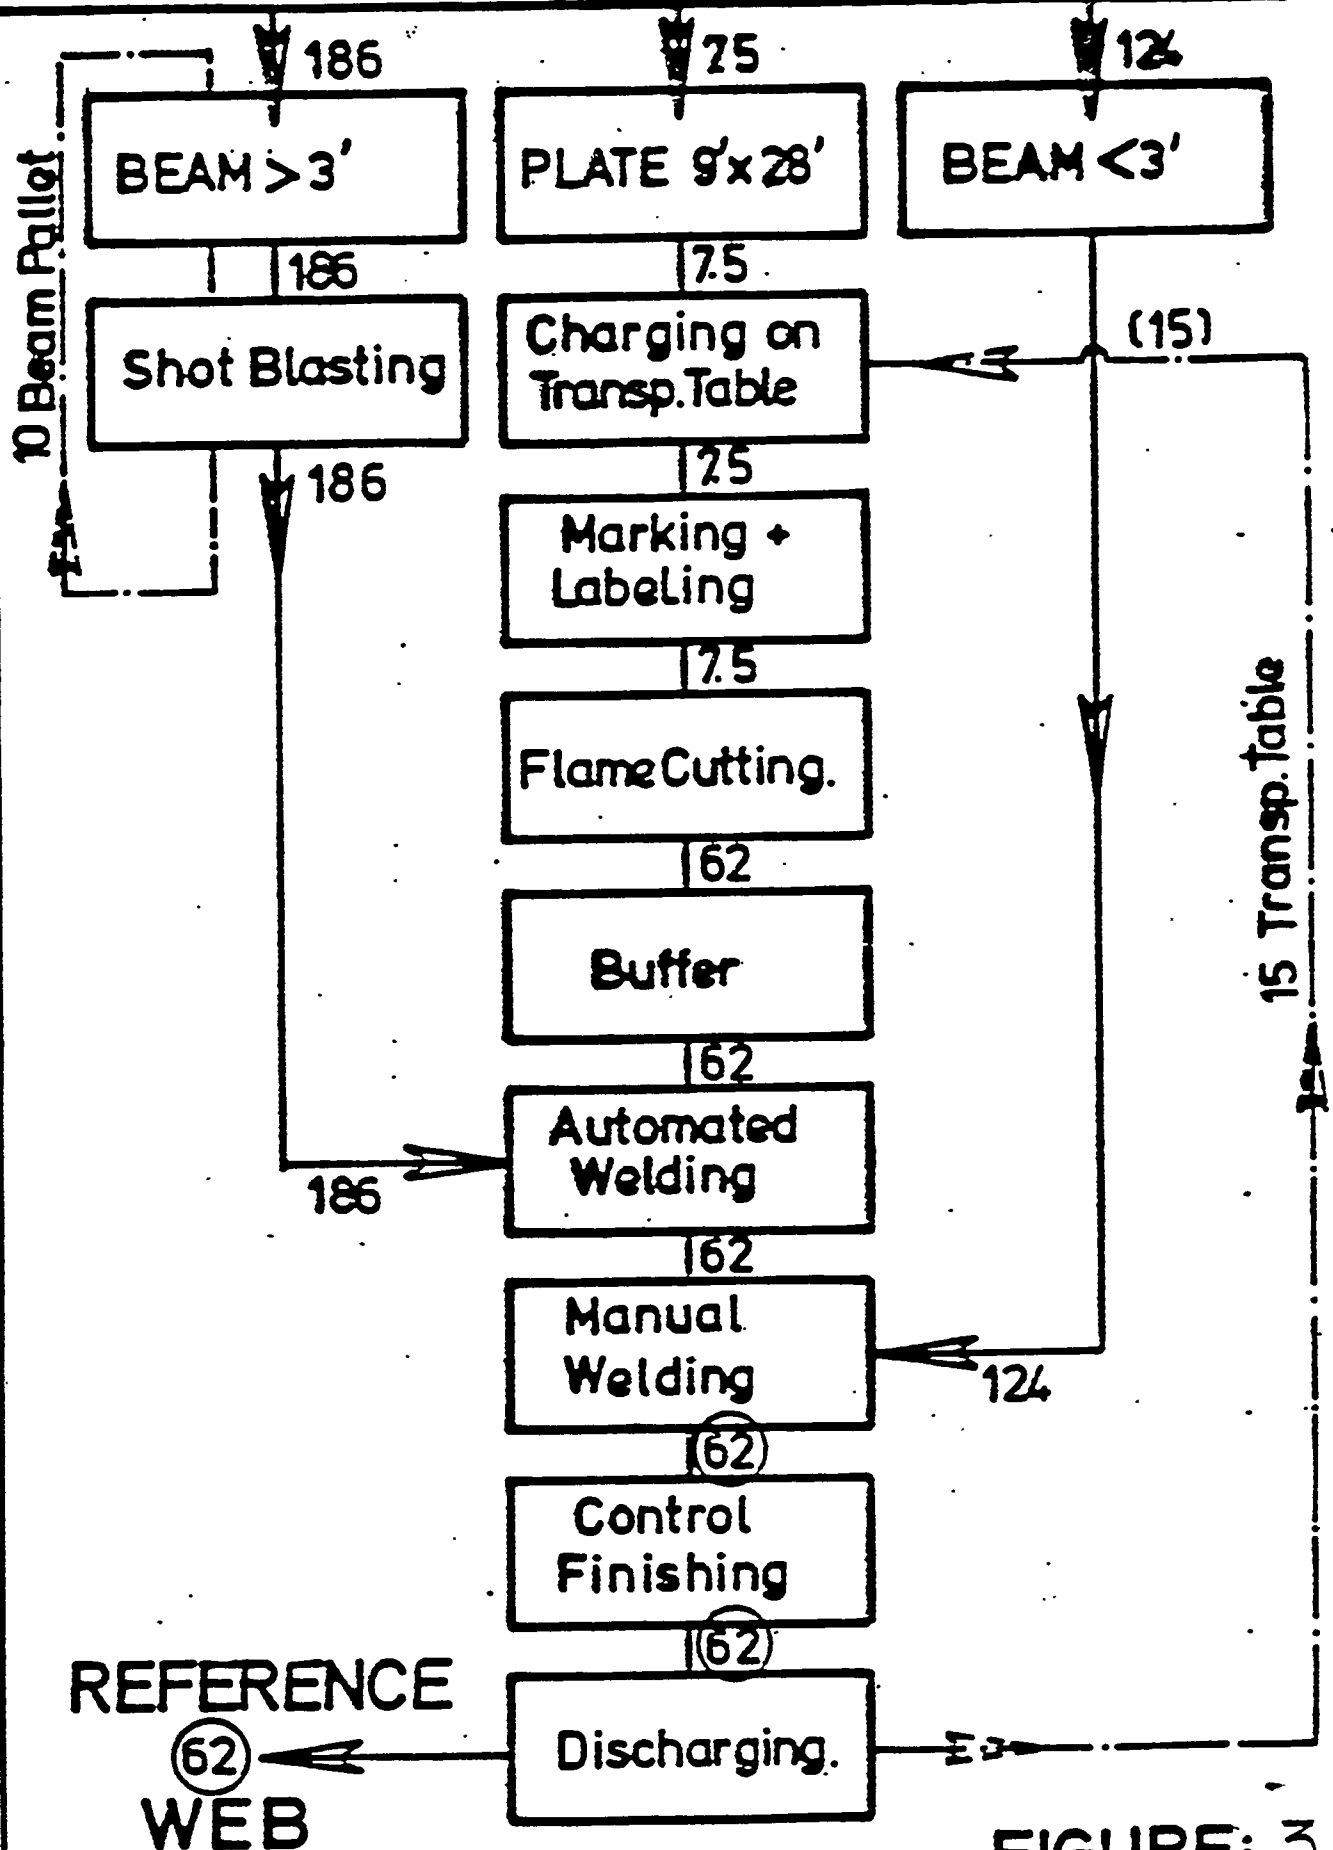 186
7.5
124
BEAM > 3'
PLATE 9'x 28'
BEAM < 3'
10 Beam Pallet
186
7.5
Shot Blasting
Charging on
Transp. Table
(15)
186
7.5
Marking +
Labeling
7.5
Flame Cutting.
15 Transp. Table
62
Buffer
62
Automated
Welding
186
62
Manual
Welding
124
62
Control
Finishing
62
REFERENCE
62
WEB
Discharging.
FIGURE: 3